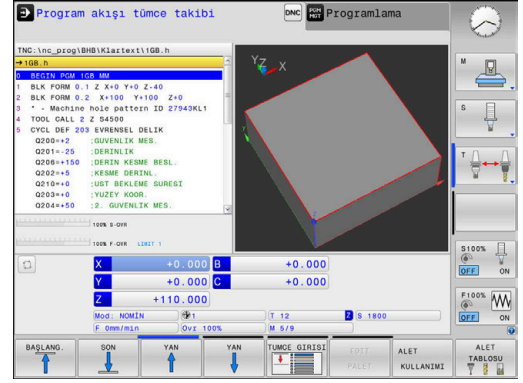 Program akışı tümce takibi
DNC
PGM MGT
Programlama
TNC:\nc_prog\BHB\Klartext\1GB.h
→1GB.h
0 BEGIN PGM 1GB MM
1 BLK FORM 0.1 Z X+0 Y+0 Z-40
2 BLK FORM 0.2 X+100 Y+100 Z+0
3 * - Machine hole pattern ID 27943KL1
4 TOOL CALL 2 Z S4500
5 CYCL DEF 203 EVRENSEL DELIK
Q200=+2 ;GUVENLIK MES.
Q201=-25 ;DERINLIK
Q206=+150 ;DERIN KESME BESL.
Q202=+5 ;KESME DERINL.
Q210=+0 ;UST BEKLEME SURESI
Q203=+0 ;YUZEY KOOR.
Q204=+50 ;2. GUVENLIK MES.
Y Z X
M
S
T
100% S-OVR
100% F-OVR LIMIT 1
X +0.000 B +0.000
Y +0.000 C +0.000
Z +110.000
Mod: NOMİN 1 T 12 Z S 1800
F 0mm/min Ovr 100% M 5/9
S100%
OFF ON
F100%
OFF ON
BAŞLANG.
SON
YAN
YAN
TUMCE GIRISI
EDIT
PALET
ALET
KULLANIMI
ALET
TABLOSU